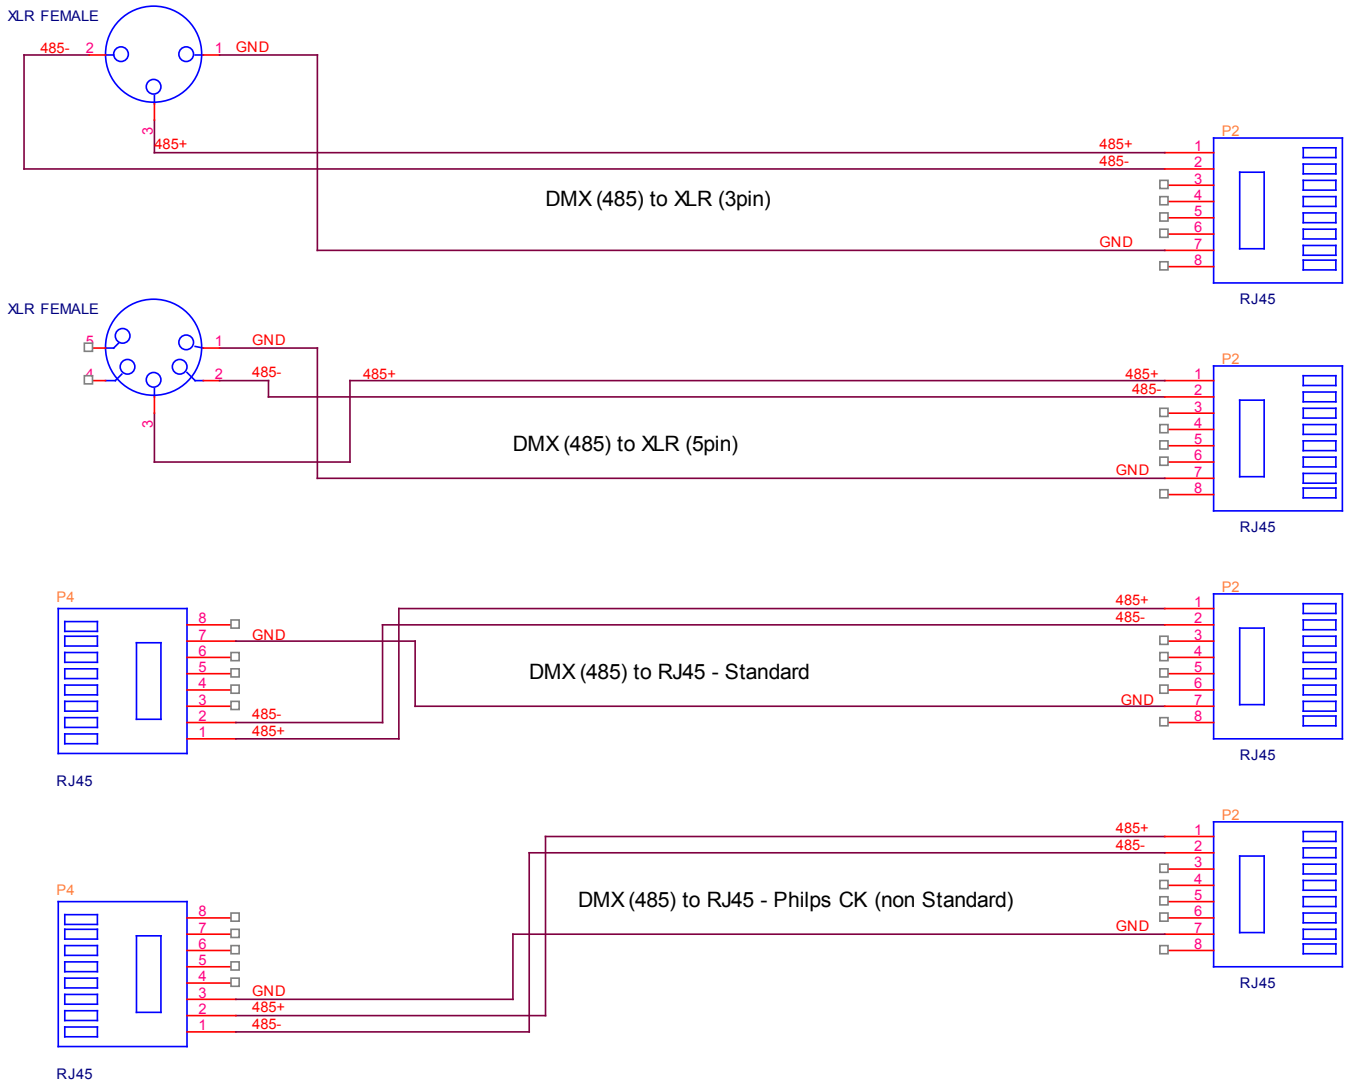 XLR FEMALE
485- 2 1 GND
3
485+
P2
485+ 1
485- 2
3
4
5
6
GND 7
8
DMX (485) to XLR (3pin)
RJ45
XLR FEMALE
5 1 GND
4 2 485- 485+
3
P2
485+ 1
485- 2
3
4
5
6
GND 7
8
DMX (485) to XLR (5pin)
RJ45
P4
8
7 GND
6
5
4
3
2 485-
1 485+
RJ45
DMX (485) to RJ45 - Standard
P2
485+ 1
485- 2
3
4
5
6
GND 7
8
RJ45
P4
8
7
6
5
4
3 GND
2 485+
1 485-
RJ45
DMX (485) to RJ45 - Philps CK (non Standard)
P2
485+ 1
485- 2
3
4
5
6
GND 7
8
RJ45